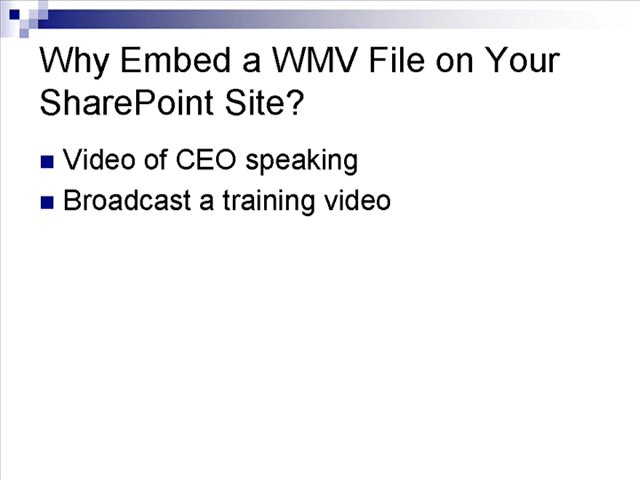 Why Embed a WMV File on Your
SharePoint Site?
Video of CEO speaking
Broadcast a training video